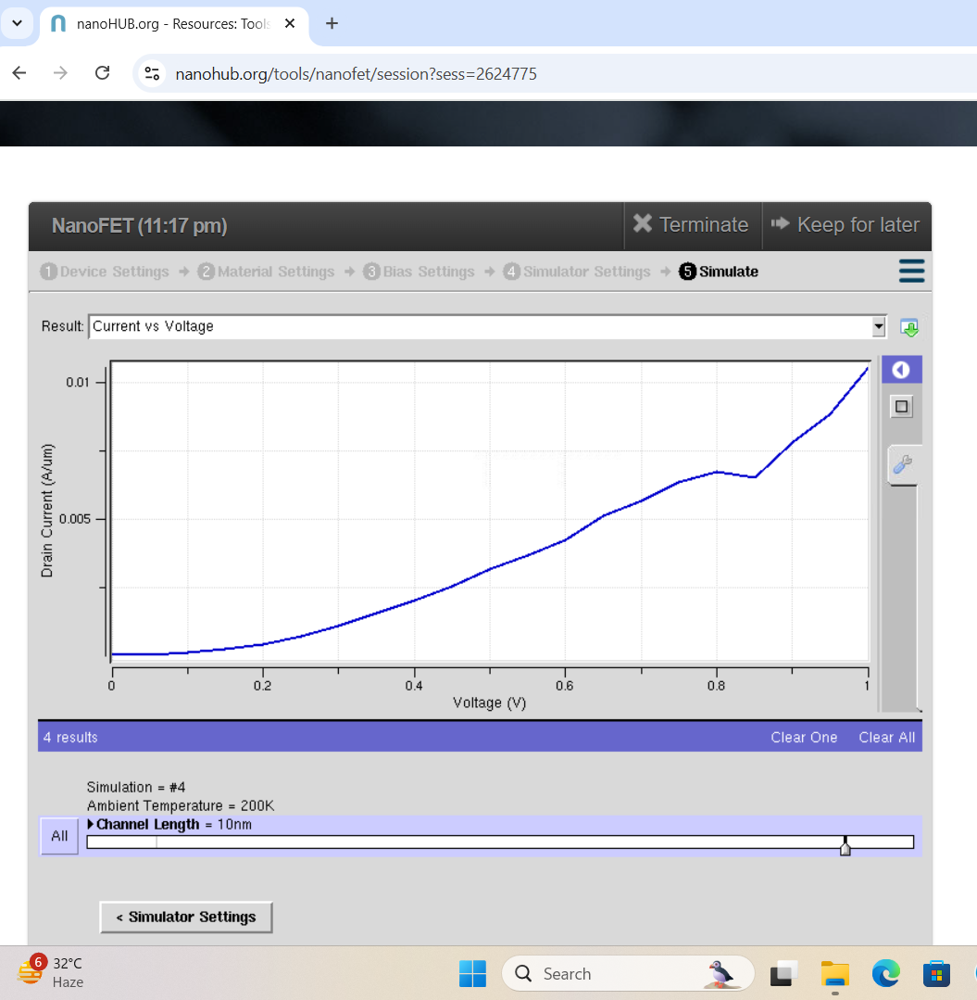 nanoHUB.org - Resources: Tools
nanohub.org/tools/nanofet/session?sess=2624775
NanoFET (11:17 pm)
Terminate
Keep for later
1 Device Settings → 2 Material Settings → 3 Bias Settings → 4 Simulator Settings → 5 Simulate
Result: Current vs Voltage
0.01
0.005
Drain Current (A/um)
0 0.2 0.4 0.6 0.8 1
Voltage (V)
4 results Clear One Clear All
Simulation = #4
Ambient Temperature = 200K
All
Channel Length = 10nm
< Simulator Settings
6
32°C
Haze
Search